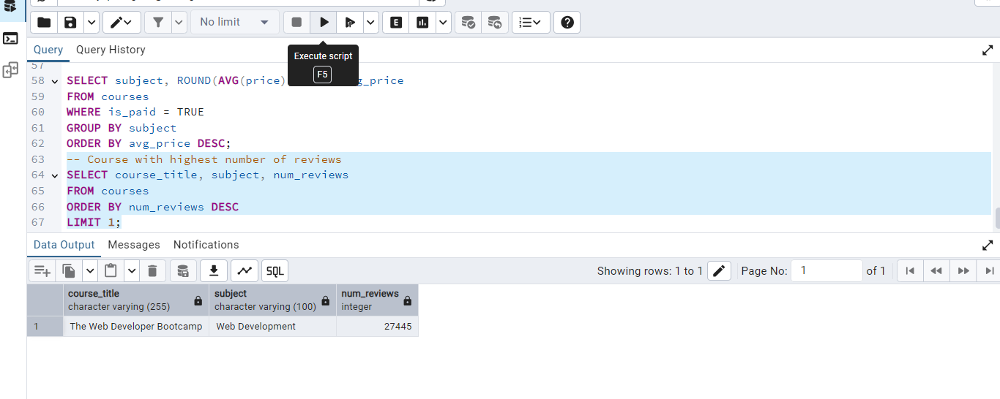 No limit
E
Query Query History
Execute script
F5
57
58 SELECT subject, ROUND(AVG(price) g_price
59 FROM courses
60 WHERE is_paid = TRUE
61 GROUP BY subject
62 ORDER BY avg_price DESC;
63 -- Course with highest number of reviews
64 SELECT course_title, subject, num_reviews
65 FROM courses
66 ORDER BY num_reviews DESC
67 LIMIT 1;
Data Output Messages Notifications
SQL Showing rows: 1 to 1 Page No: 1 of 1
course_title subject num_reviews
character varying (255) character varying (100) integer
1 The Web Developer Bootcamp Web Development 27445